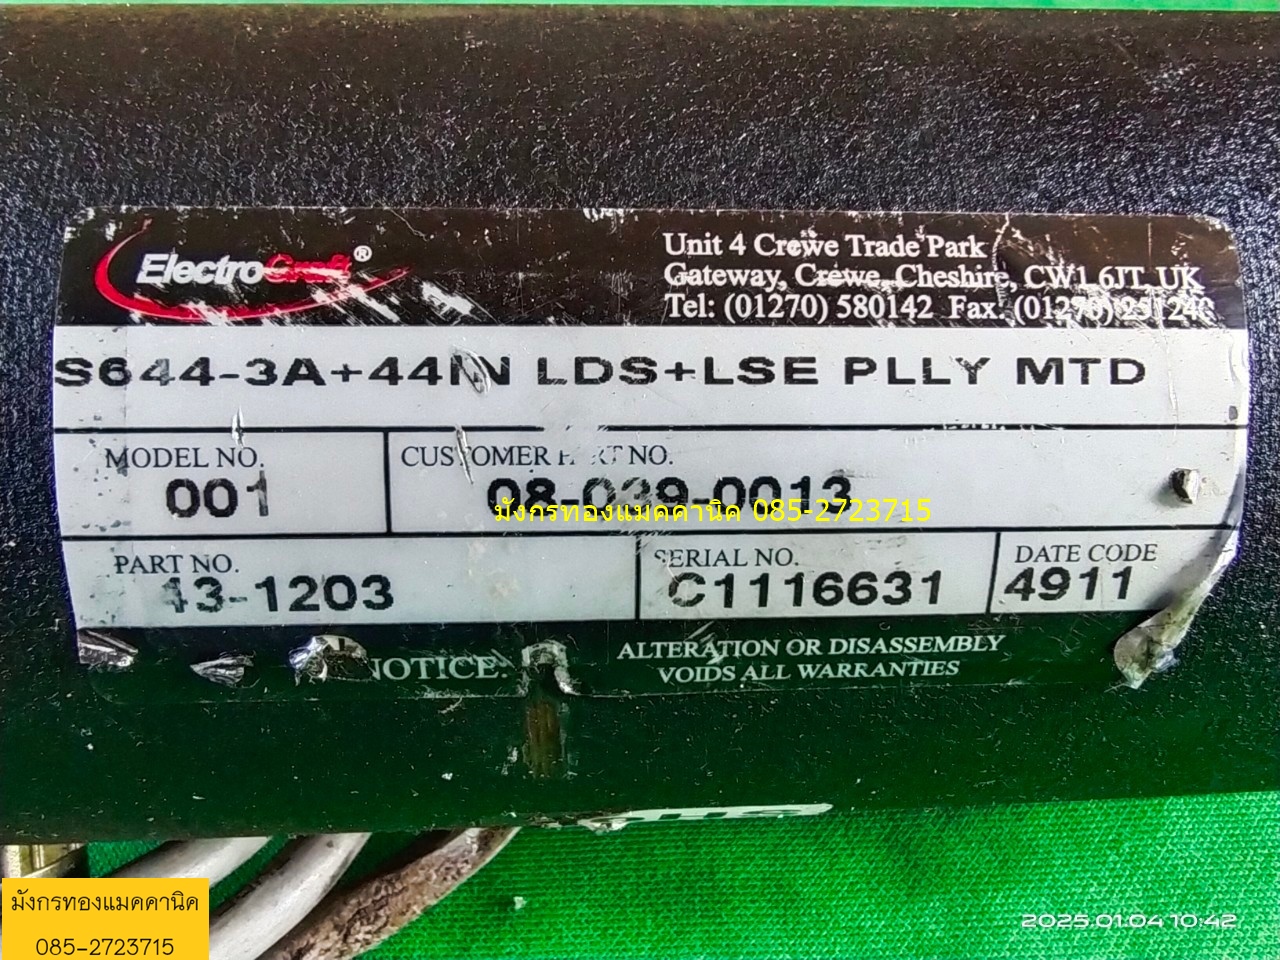 ElectroCraft®
Unit 4 Crewe Trade Park
Gateway, Crewe, Cheshire, CW1 6JT, UK
Tel: (01270) 580142 Fax: (01270)
S644-3A+44IN LDS+LSE PLLY MTD
MODEL NO.
001
CUSTOMER PART NO.
08-039-0013
มังกรทองแมคคานิค 085-2723715
PART NO.
43-1203
SERIAL NO.
C1116631
DATE CODE
4911
NOTICE:
ALTERATION OR DISASSEMBLY
VOIDS ALL WARRANTIES
มังกรทองแมคคานิค
085-2723715
2025.01.04 10:42